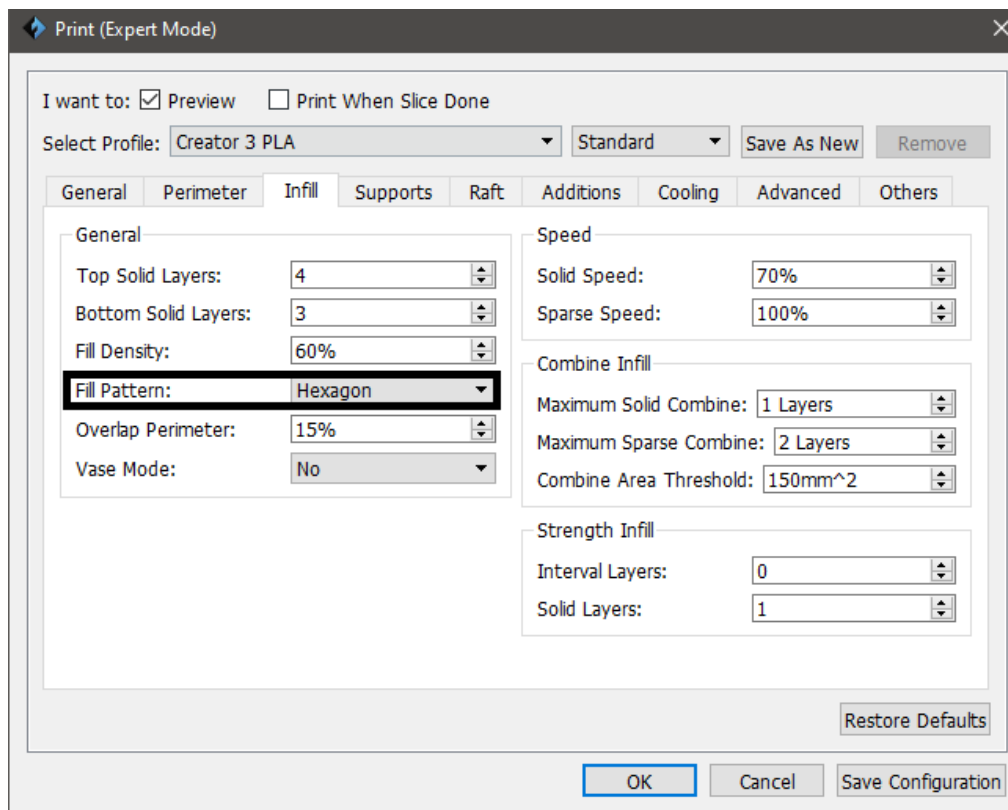 Print (Expert Mode)
I want to: Preview Print When Slice Done
Select Profile: Creator 3 PLA Standard Save As New Remove
General Perimeter Infill Supports Raft Additions Cooling Advanced Others
General
Top Solid Layers: 4
Bottom Solid Layers: 3
Fill Density: 60%
Fill Pattern: Hexagon
Overlap Perimeter: 15%
Vase Mode: No
Speed
Solid Speed: 70%
Sparse Speed: 100%
Combine Infill
Maximum Solid Combine: 1 Layers
Maximum Sparse Combine: 2 Layers
Combine Area Threshold: 150mm^2
Strength Infill
Interval Layers: 0
Solid Layers: 1
Restore Defaults
OK Cancel Save Configuration